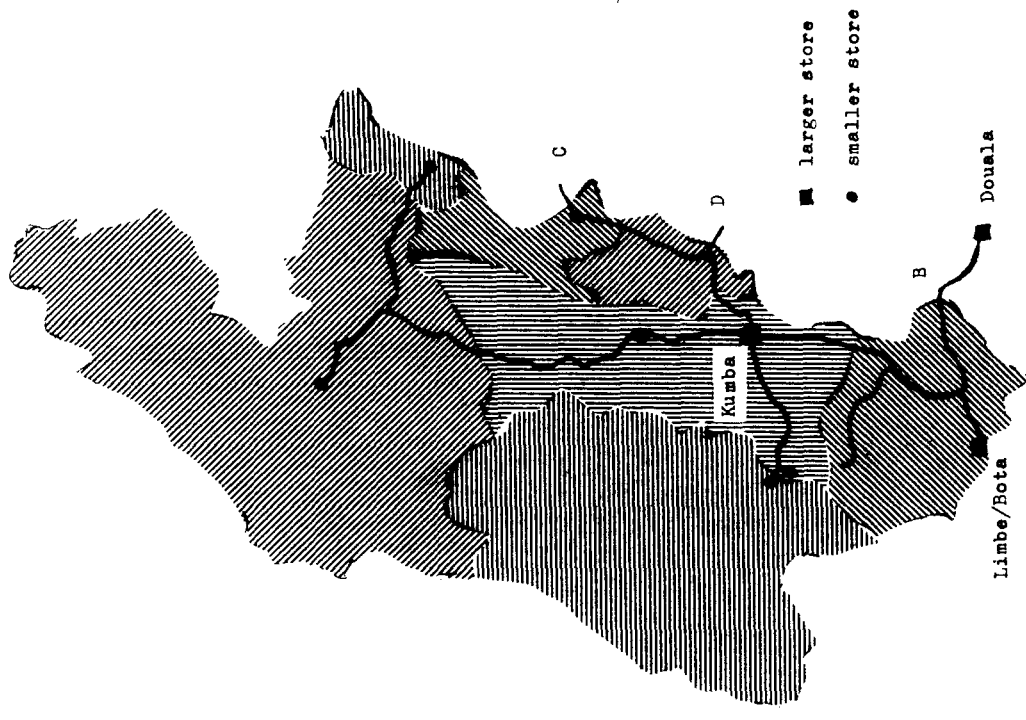 C
D
larger store
smaller store
Kumba
B
Douala
Limbe/Bota